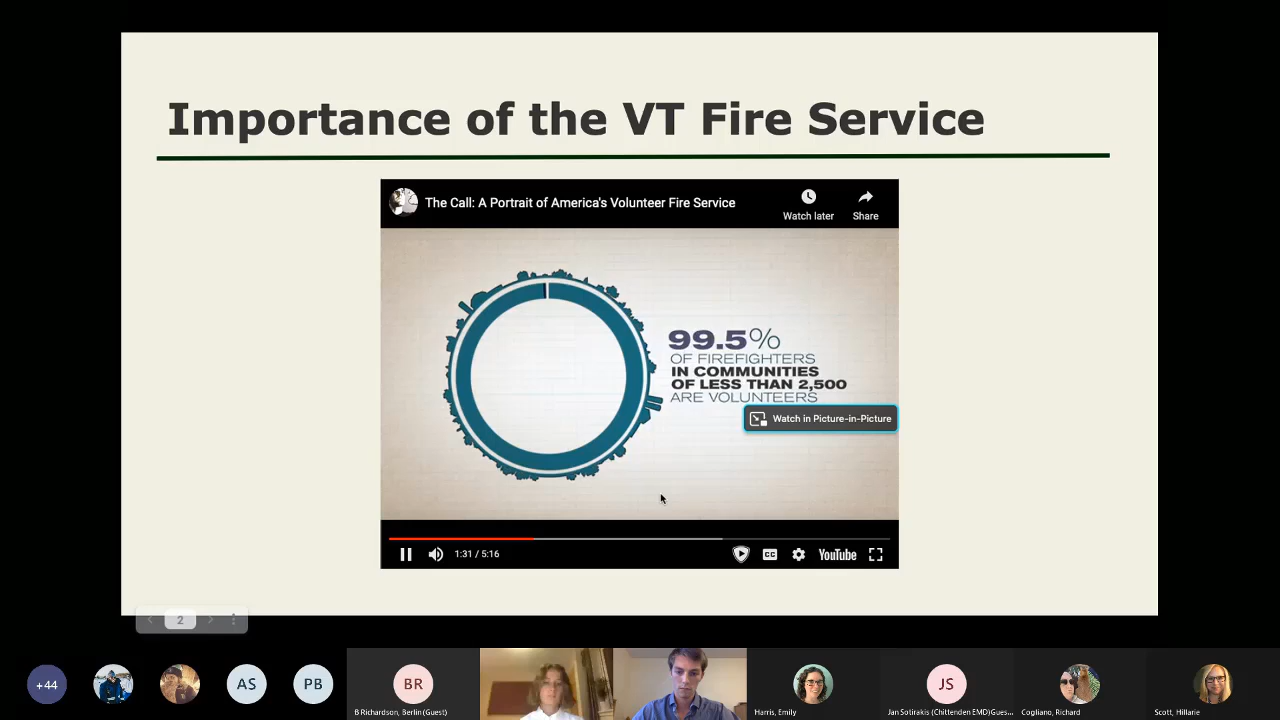 Importance of the VT Fire Service
The Call: A Portrait of America's Volunteer Fire Service
Watch later
Share
99.5%
OF FIREFIGHTERS
IN COMMUNITIES
OF LESS THAN 2,500
ARE VOLUNTEERS
Watch in Picture-in-Picture
1:31 / 5:16
CC
YouTube
2
+44
AS
PB
BR
JS
B Richardson, Berlin (Guest)
Harris, Emily
Jan Sotirakis (Chittenden EMD)Gues...
Cogliano, Richard
Scott, Hillarie